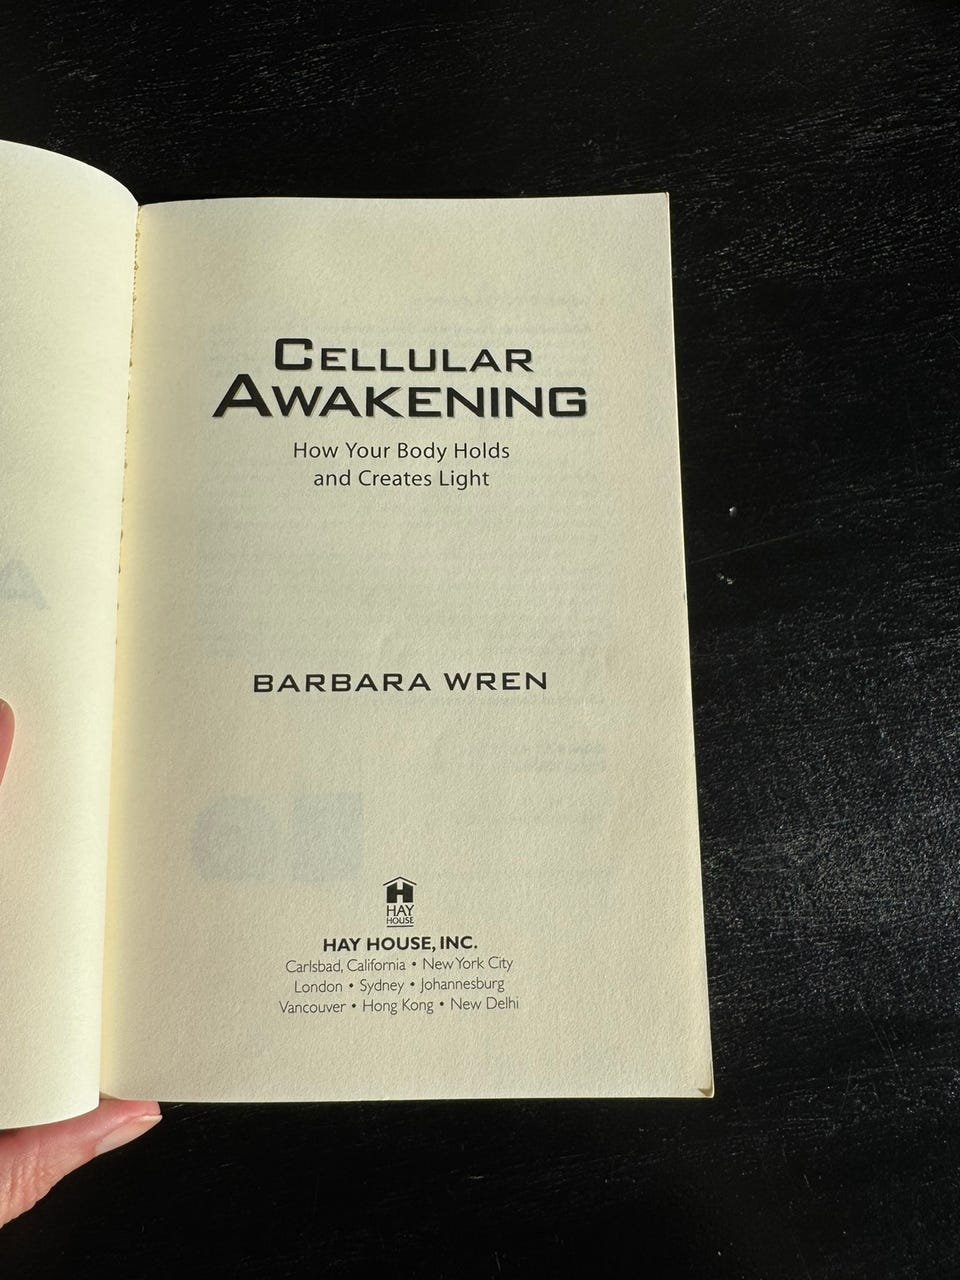 CELLULAR
AWAKENING
How Your Body Holds
and Creates Light
BARBARA WREN
HAY
HOUSE
HAY HOUSE, INC.
Carlsbad, California • New York City
London • Sydney • Johannesburg
Vancouver • Hong Kong • New Delhi